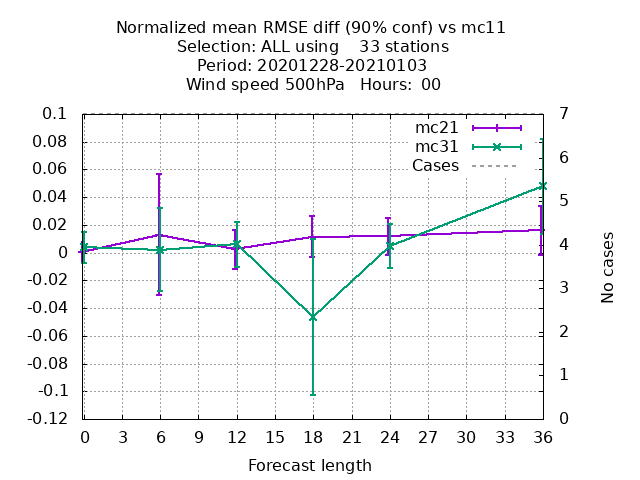 Normalized mean RMSE diff (90% conf) vs mc11
Selection: ALL using    33 stations
Period: 20201228-20210103
Wind speed 500hPa   Hours:  00
mc21
mc31
Cases
0.1
0.08
0.06
0.04
0.02
0
-0.02
-0.04
-0.06
-0.08
-0.1
-0.12
7
6
5
4
3
2
1
0
No cases
0 3 6 9 12 15 18 21 24 27 30 33 36
Forecast length